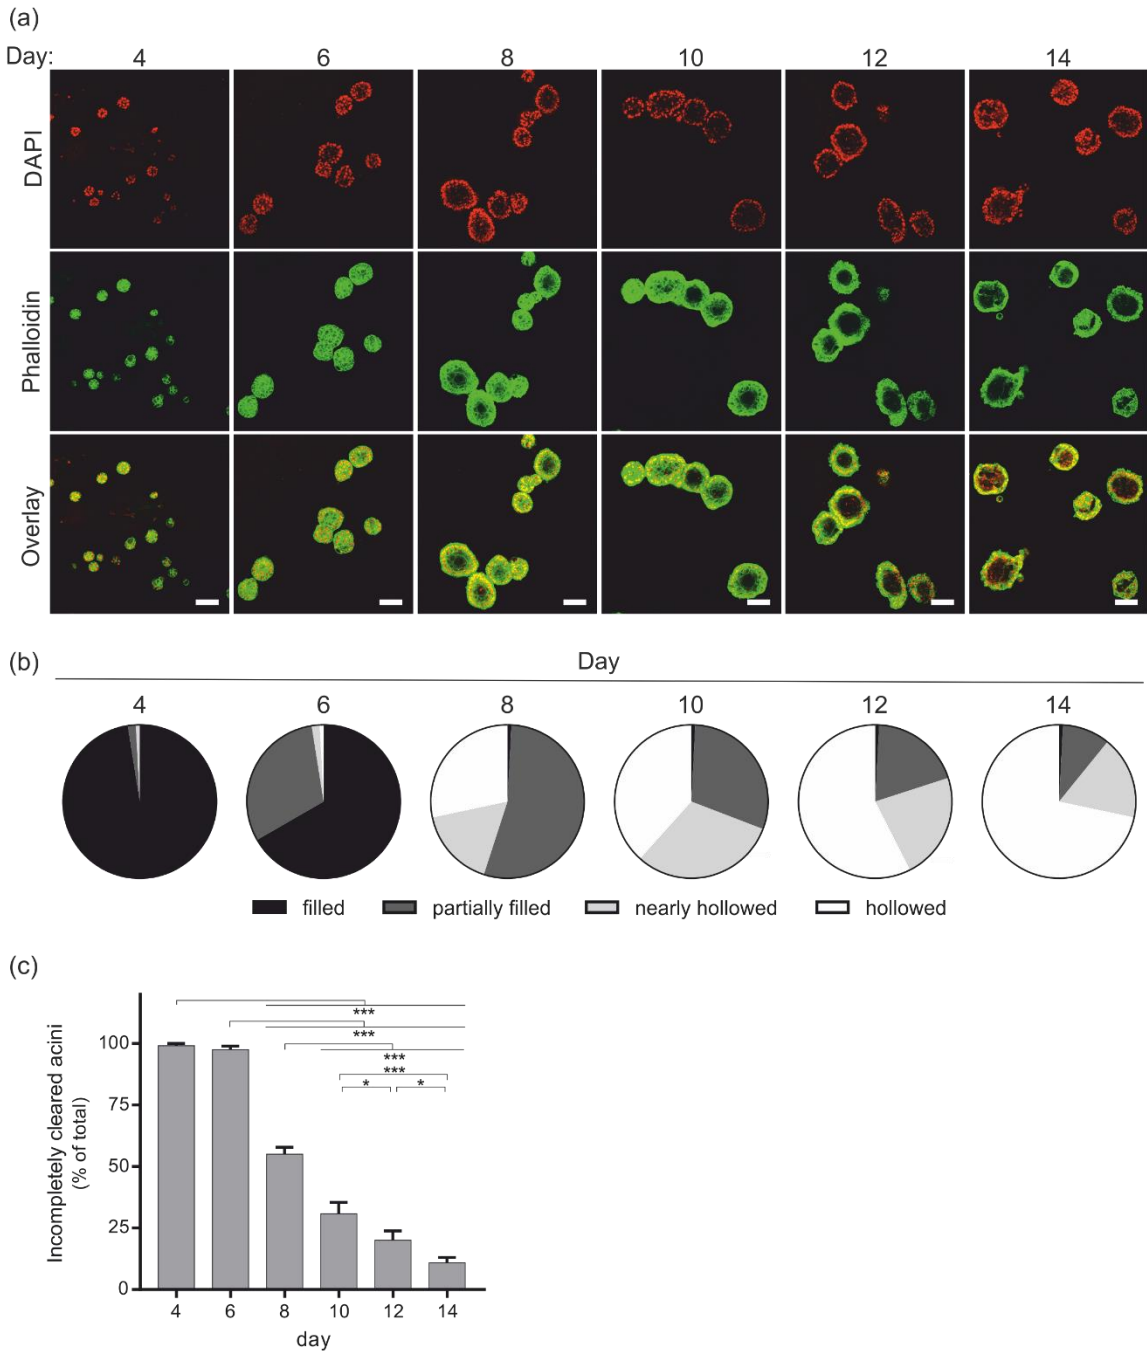 (a)
Day: 4 6 8 10 12 14
DAPI
Phalloidin
Overlay
(b)
Day
4 6 8 10 12 14
filled partially filled nearly hollowed hollowed
(c)
Incompletely cleared acini
(% of total)
100
75
50
25
0
***
***
***
***
* *
4 6 8 10 12 14
day